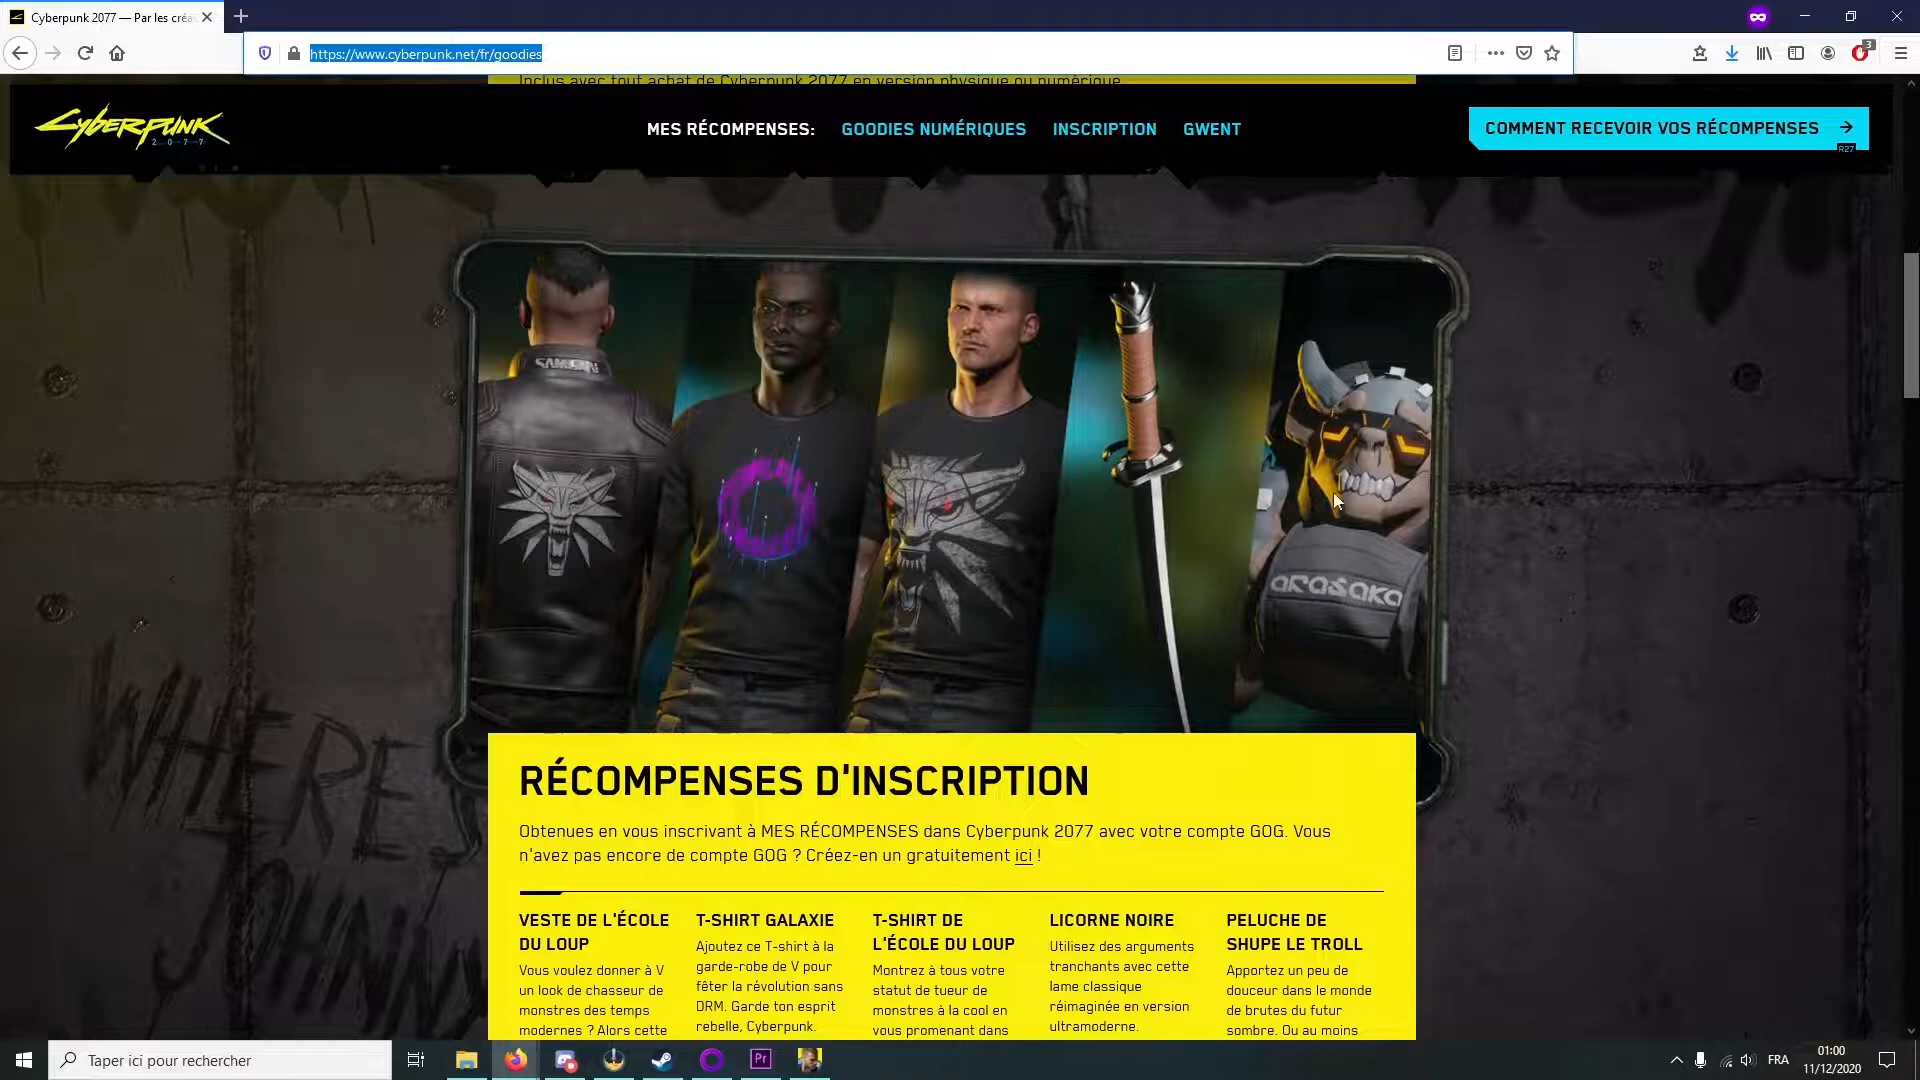 Cyberpunk 2077 — Par les créa
https://www.cyberpunk.net/fr/goodies
3
Inclus avec tout achat de Cyberpunk 2077 en version physique ou numérique.
CYBERPUNK
2077
MES RÉCOMPENSES:
GOODIES NUMÉRIQUES
INSCRIPTION
GWENT
COMMENT RECEVOIR VOS RÉCOMPENSES
R27
SAMURAI
arasaka
WHERE'S
JOHNNY
RÉCOMPENSES D'INSCRIPTION
Obtenues en vous inscrivant à MES RÉCOMPENSES dans Cyberpunk 2077 avec votre compte GOG. Vous
n'avez pas encore de compte GOG ? Créez-en un gratuitement ici !
VESTE DE L'ÉCOLE
DU LOUP
Vous voulez donner à V
un look de chasseur de
monstres des temps
modernes ? Alors cette
T-SHIRT GALAXIE
Ajoutez ce T-shirt à la
garde-robe de V pour
fêter la révolution sans
DRM. Garde ton esprit
rebelle, Cyberpunk.
T-SHIRT DE
L'ÉCOLE DU LOUP
Montrez à tous votre
statut de tueur de
monstres à la cool en
vous promenant dans
LICORNE NOIRE
Utilisez des arguments
tranchants avec cette
lame classique
réimaginée en version
ultramoderne.
PELUCHE DE
SHUPE LE TROLL
Apportez un peu de
douceur dans le monde
de brutes du futur
sombre. Ou au moins
Taper ici pour rechercher
Pr
FRA
01:00
11/12/2020